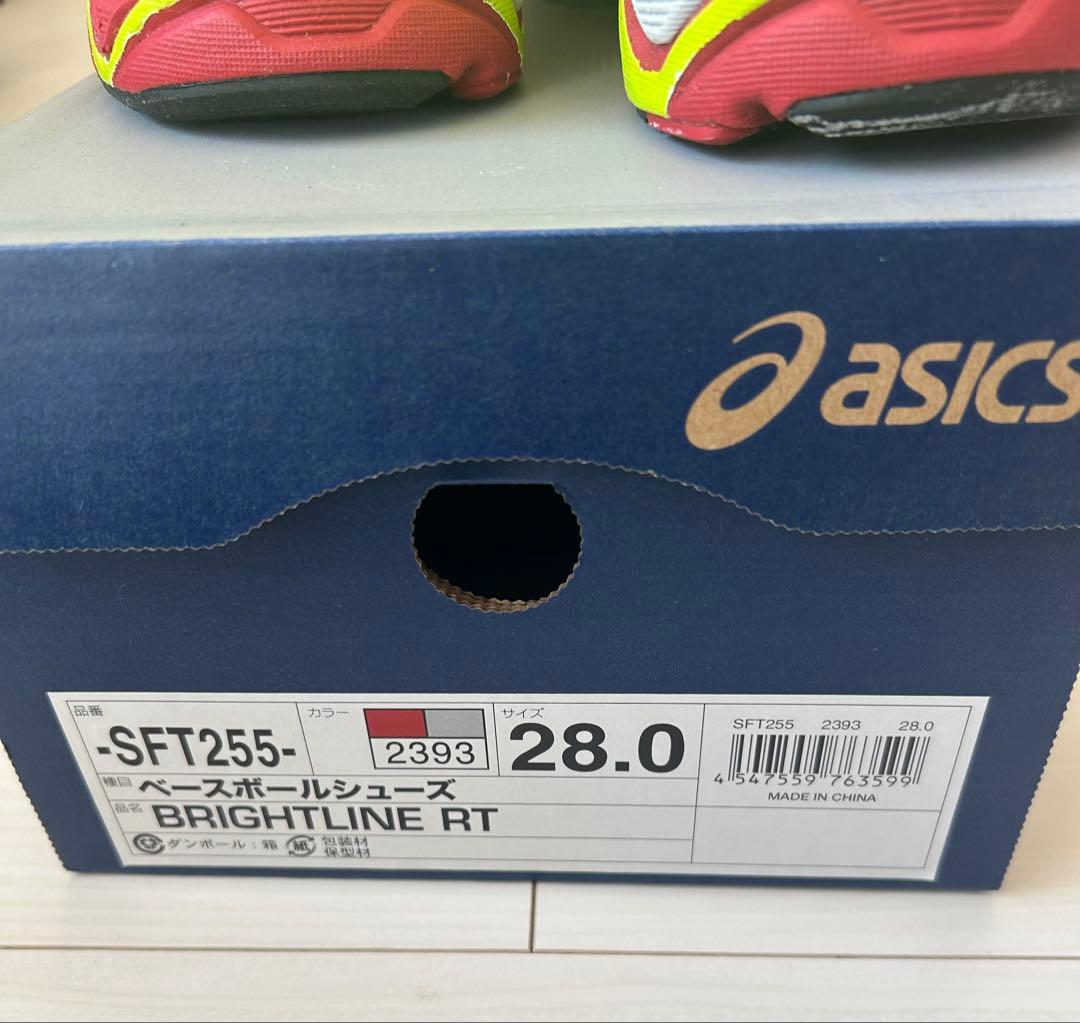 asics
品番
-SFT255-
カラー
2393
サイズ
28.0
種目 ベースボールシューズ
品名 BRIGHTLINE RT
ダンボール:箱 紙 包装材
保型材
SFT255 2393 28.0
4 547559 763599
MADE IN CHINA